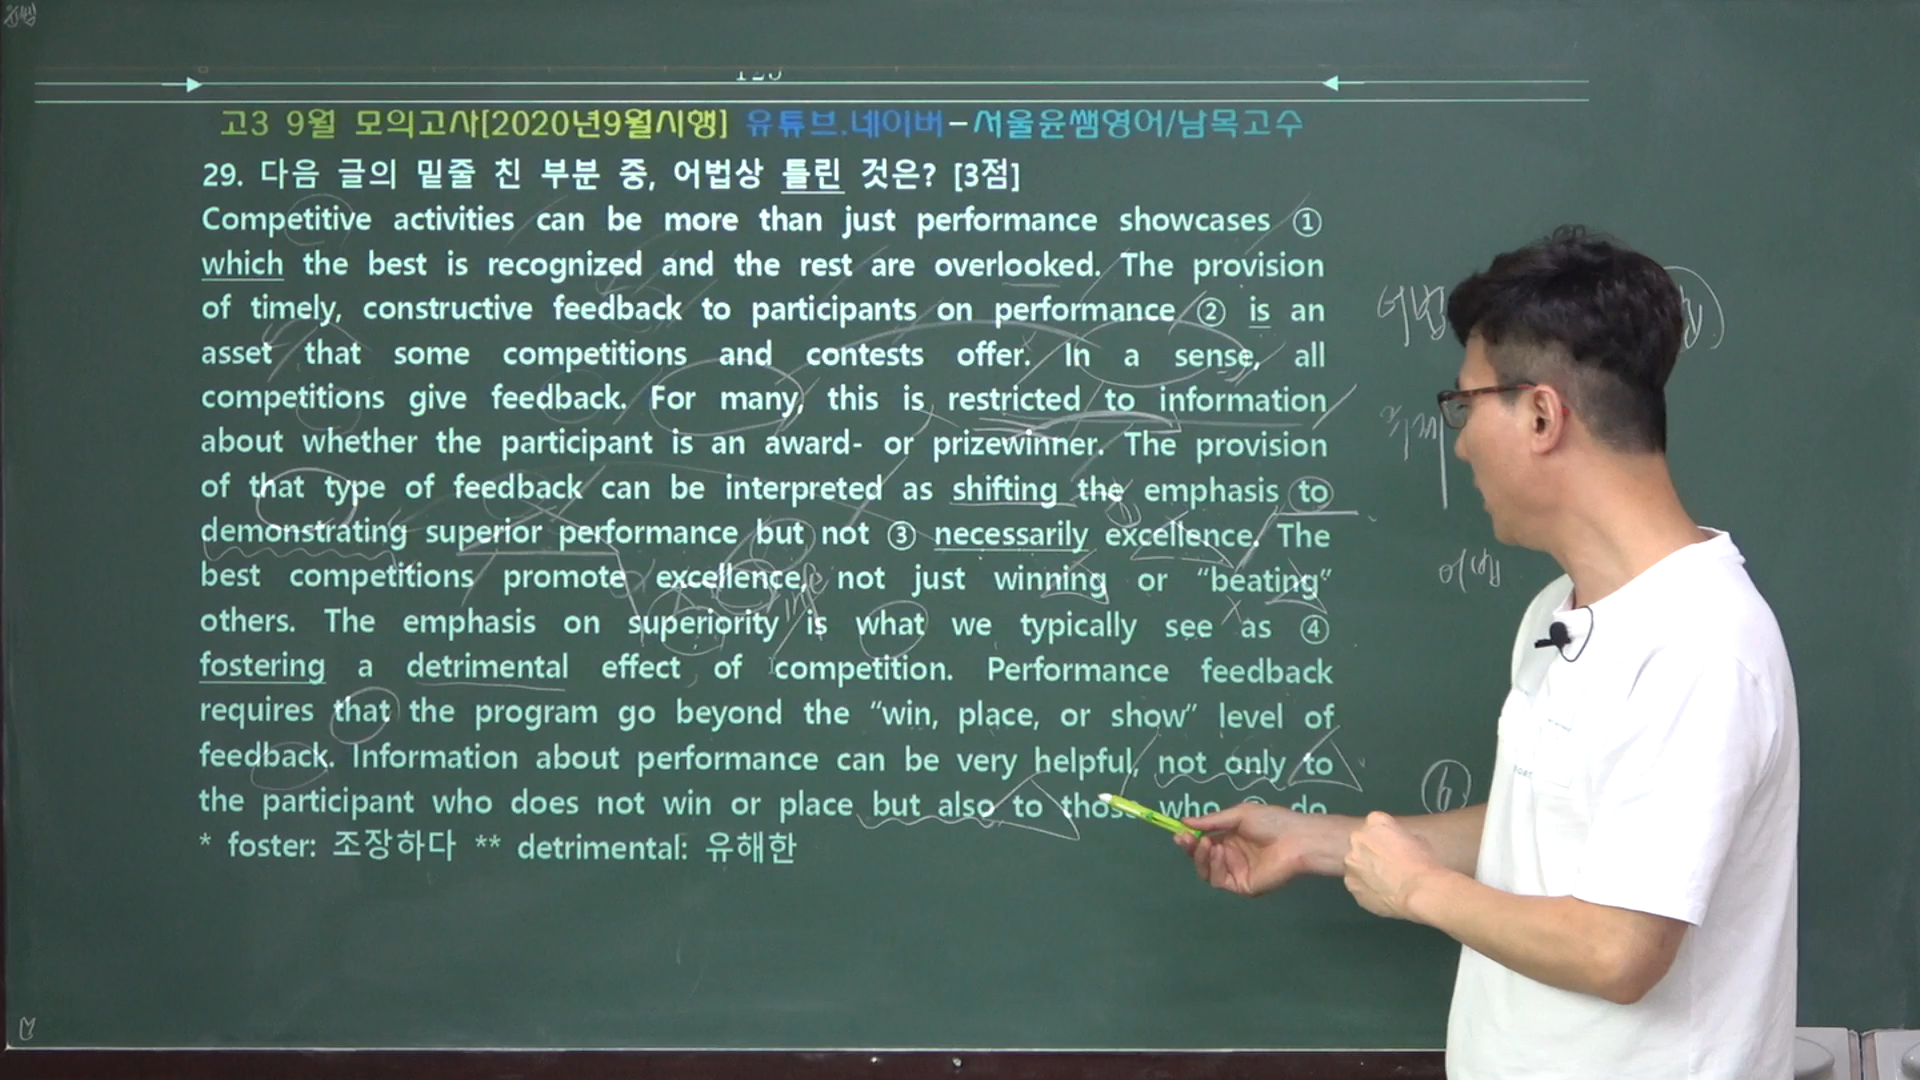 고3 9월 모의고사[2020년9월시행] 유튜브.네이버-서울윤쌤영어/남목고수
29. 다음 글의 밑줄 친 부분 중, 어법상 틀린 것은? [3점]
Competitive activities can be more than just performance showcases ①
which the best is recognized and the rest are overlooked. The provision
of timely, constructive feedback to participants on performance ② is an
asset that some competitions and contests offer. In a sense, all
competitions give feedback. For many, this is restricted to information
about whether the participant is an award- or prizewinner. The provision
of that type of feedback can be interpreted as shifting the emphasis to
demonstrating superior performance but not ③ necessarily excellence. The
best competitions promote excellence, not just winning or “beating”
others. The emphasis on superiority is what we typically see as ④
fostering a detrimental effect of competition. Performance feedback
requires that the program go beyond the “win, place, or show” level of
feedback. Information about performance can be very helpful, not only to
the participant who does not win or place but also to those who do
* foster: 조장하다 ** detrimental: 유해한